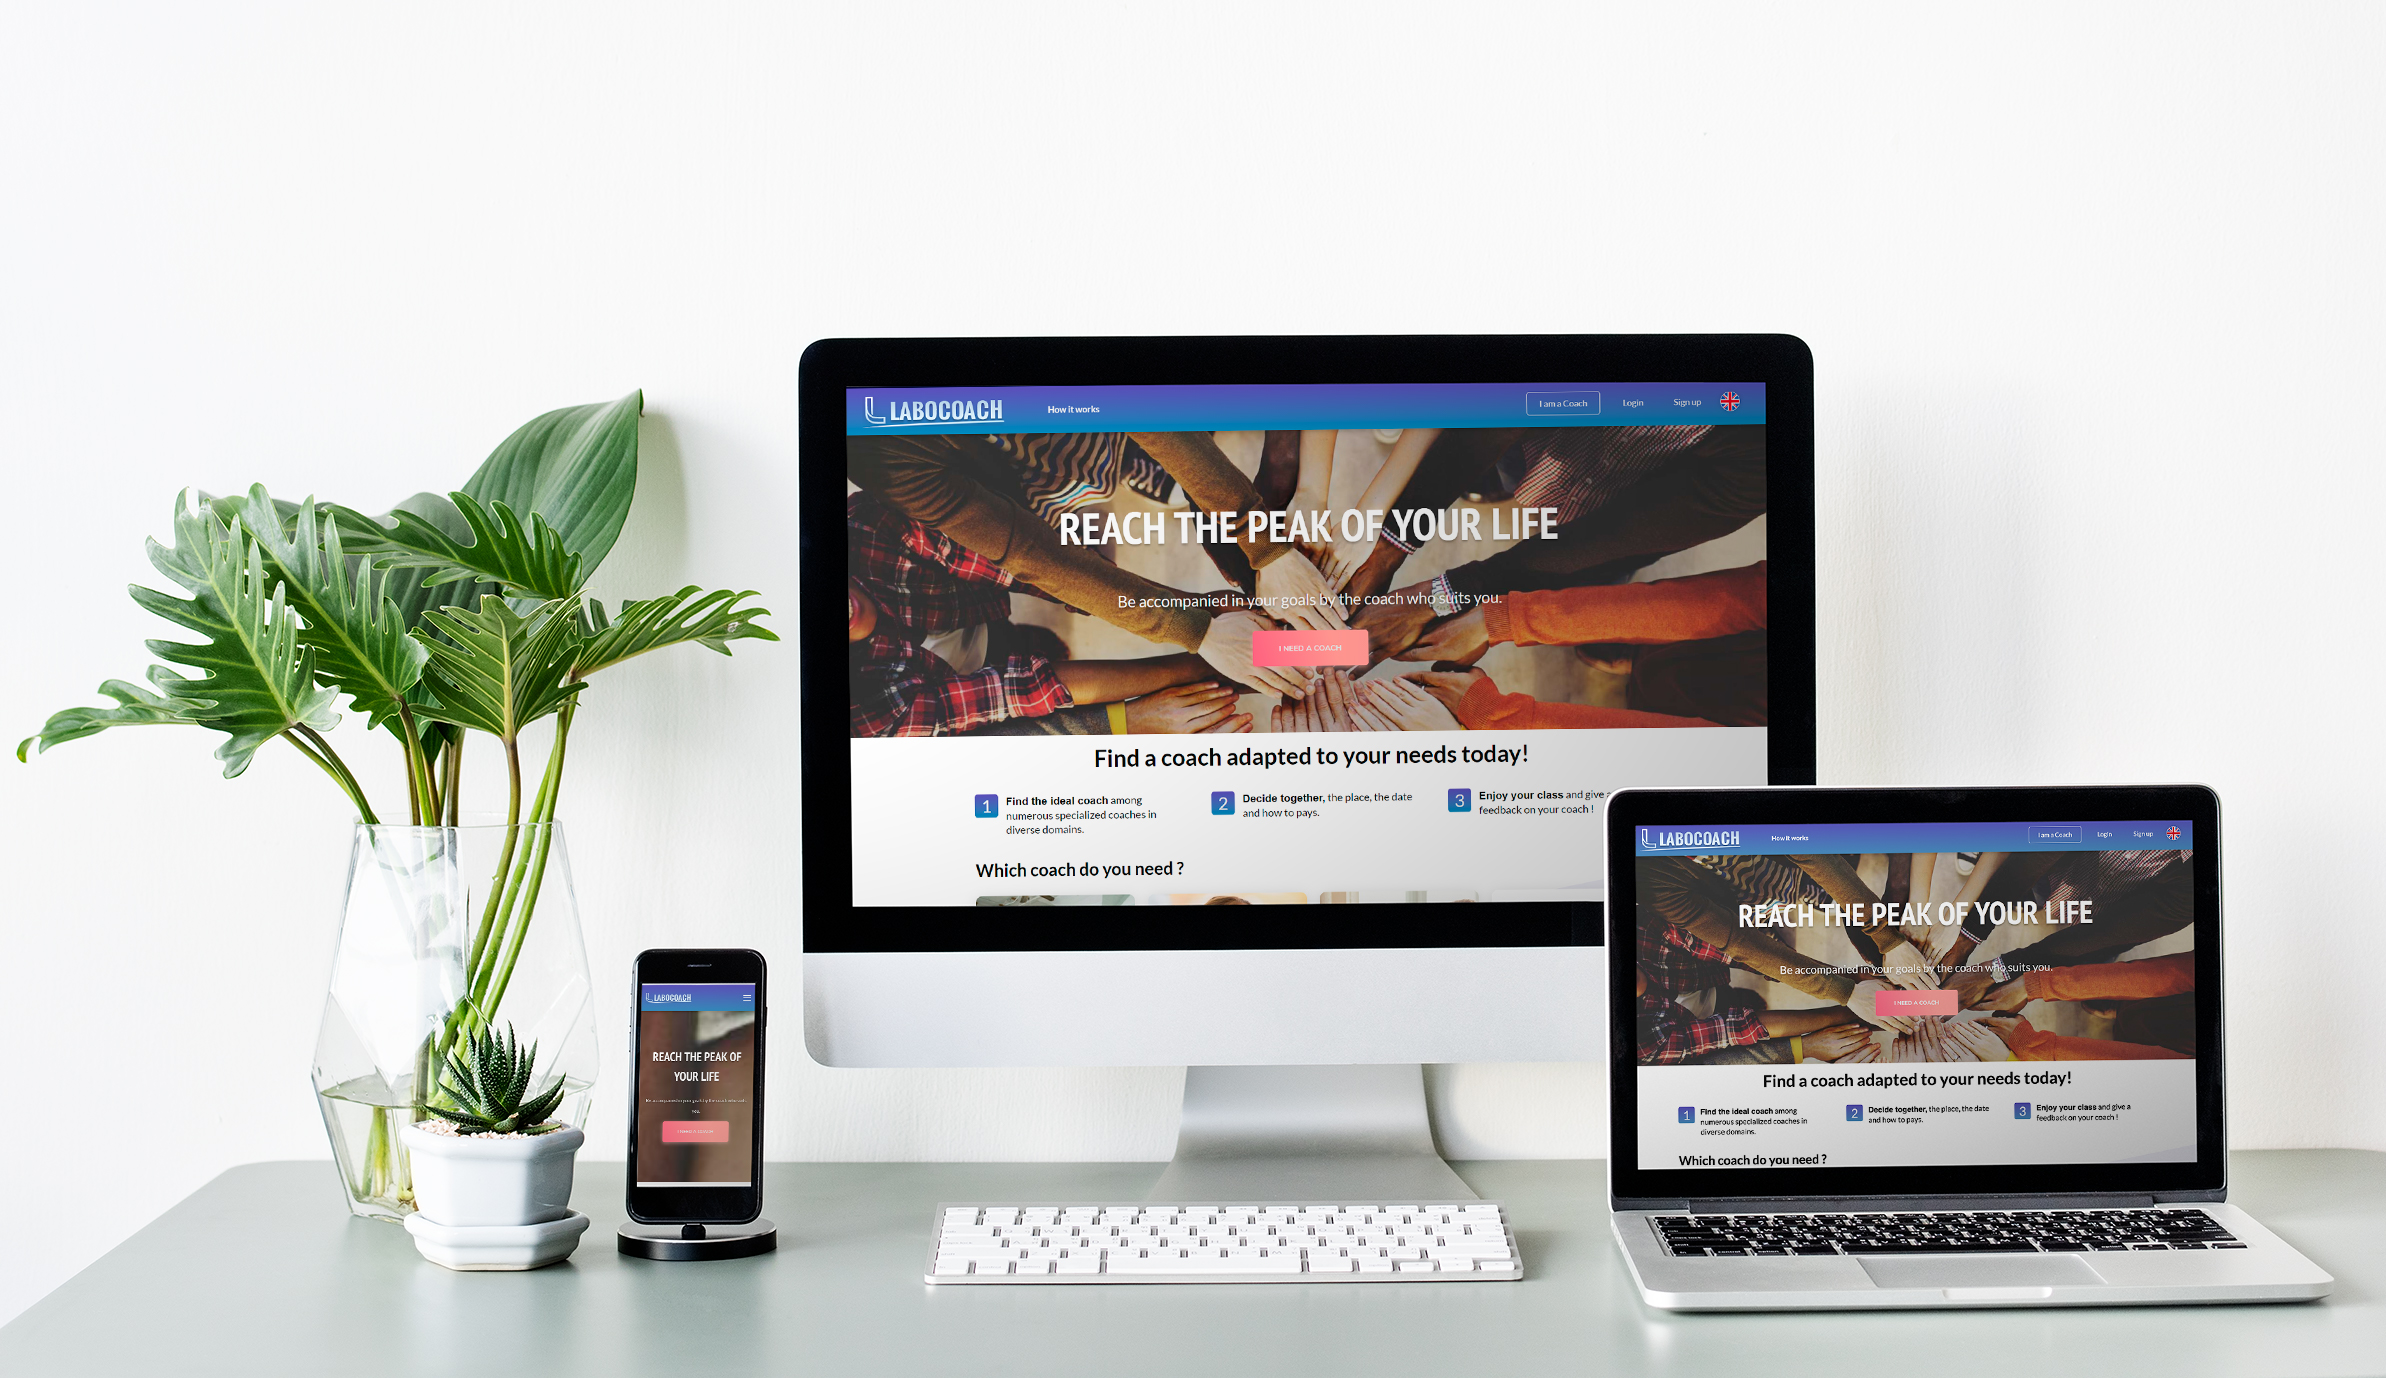 LABOCOACH
How it works
I am a Coach
Login
Sign up
REACH THE PEAK OF YOUR LIFE
Be accompanied in your goals by the coach who suits you.
I NEED A COACH
Find a coach adapted to your needs today!
1
Find the ideal coach among
numerous specialized coaches in
diverse domains.
2
Decide together, the place, the date
and how to pays.
3
Enjoy your class and give
feedback on your coach !
Which coach do you need ?
LABOCOACH
REACH THE PEAK OF
YOUR LIFE
LABOCOACH
How it works
I am a Coach
Login
Sign up
REACH THE PEAK OF YOUR LIFE
Be accompanied in your goals by the coach who suits you.
I NEED A COACH
Find a coach adapted to your needs today!
1
Find the ideal coach among
numerous specialized coaches in
diverse domains.
2
Decide together, the place, the date
and how to pays.
3
Enjoy your class and give a
feedback on your coach !
Which coach do you need ?